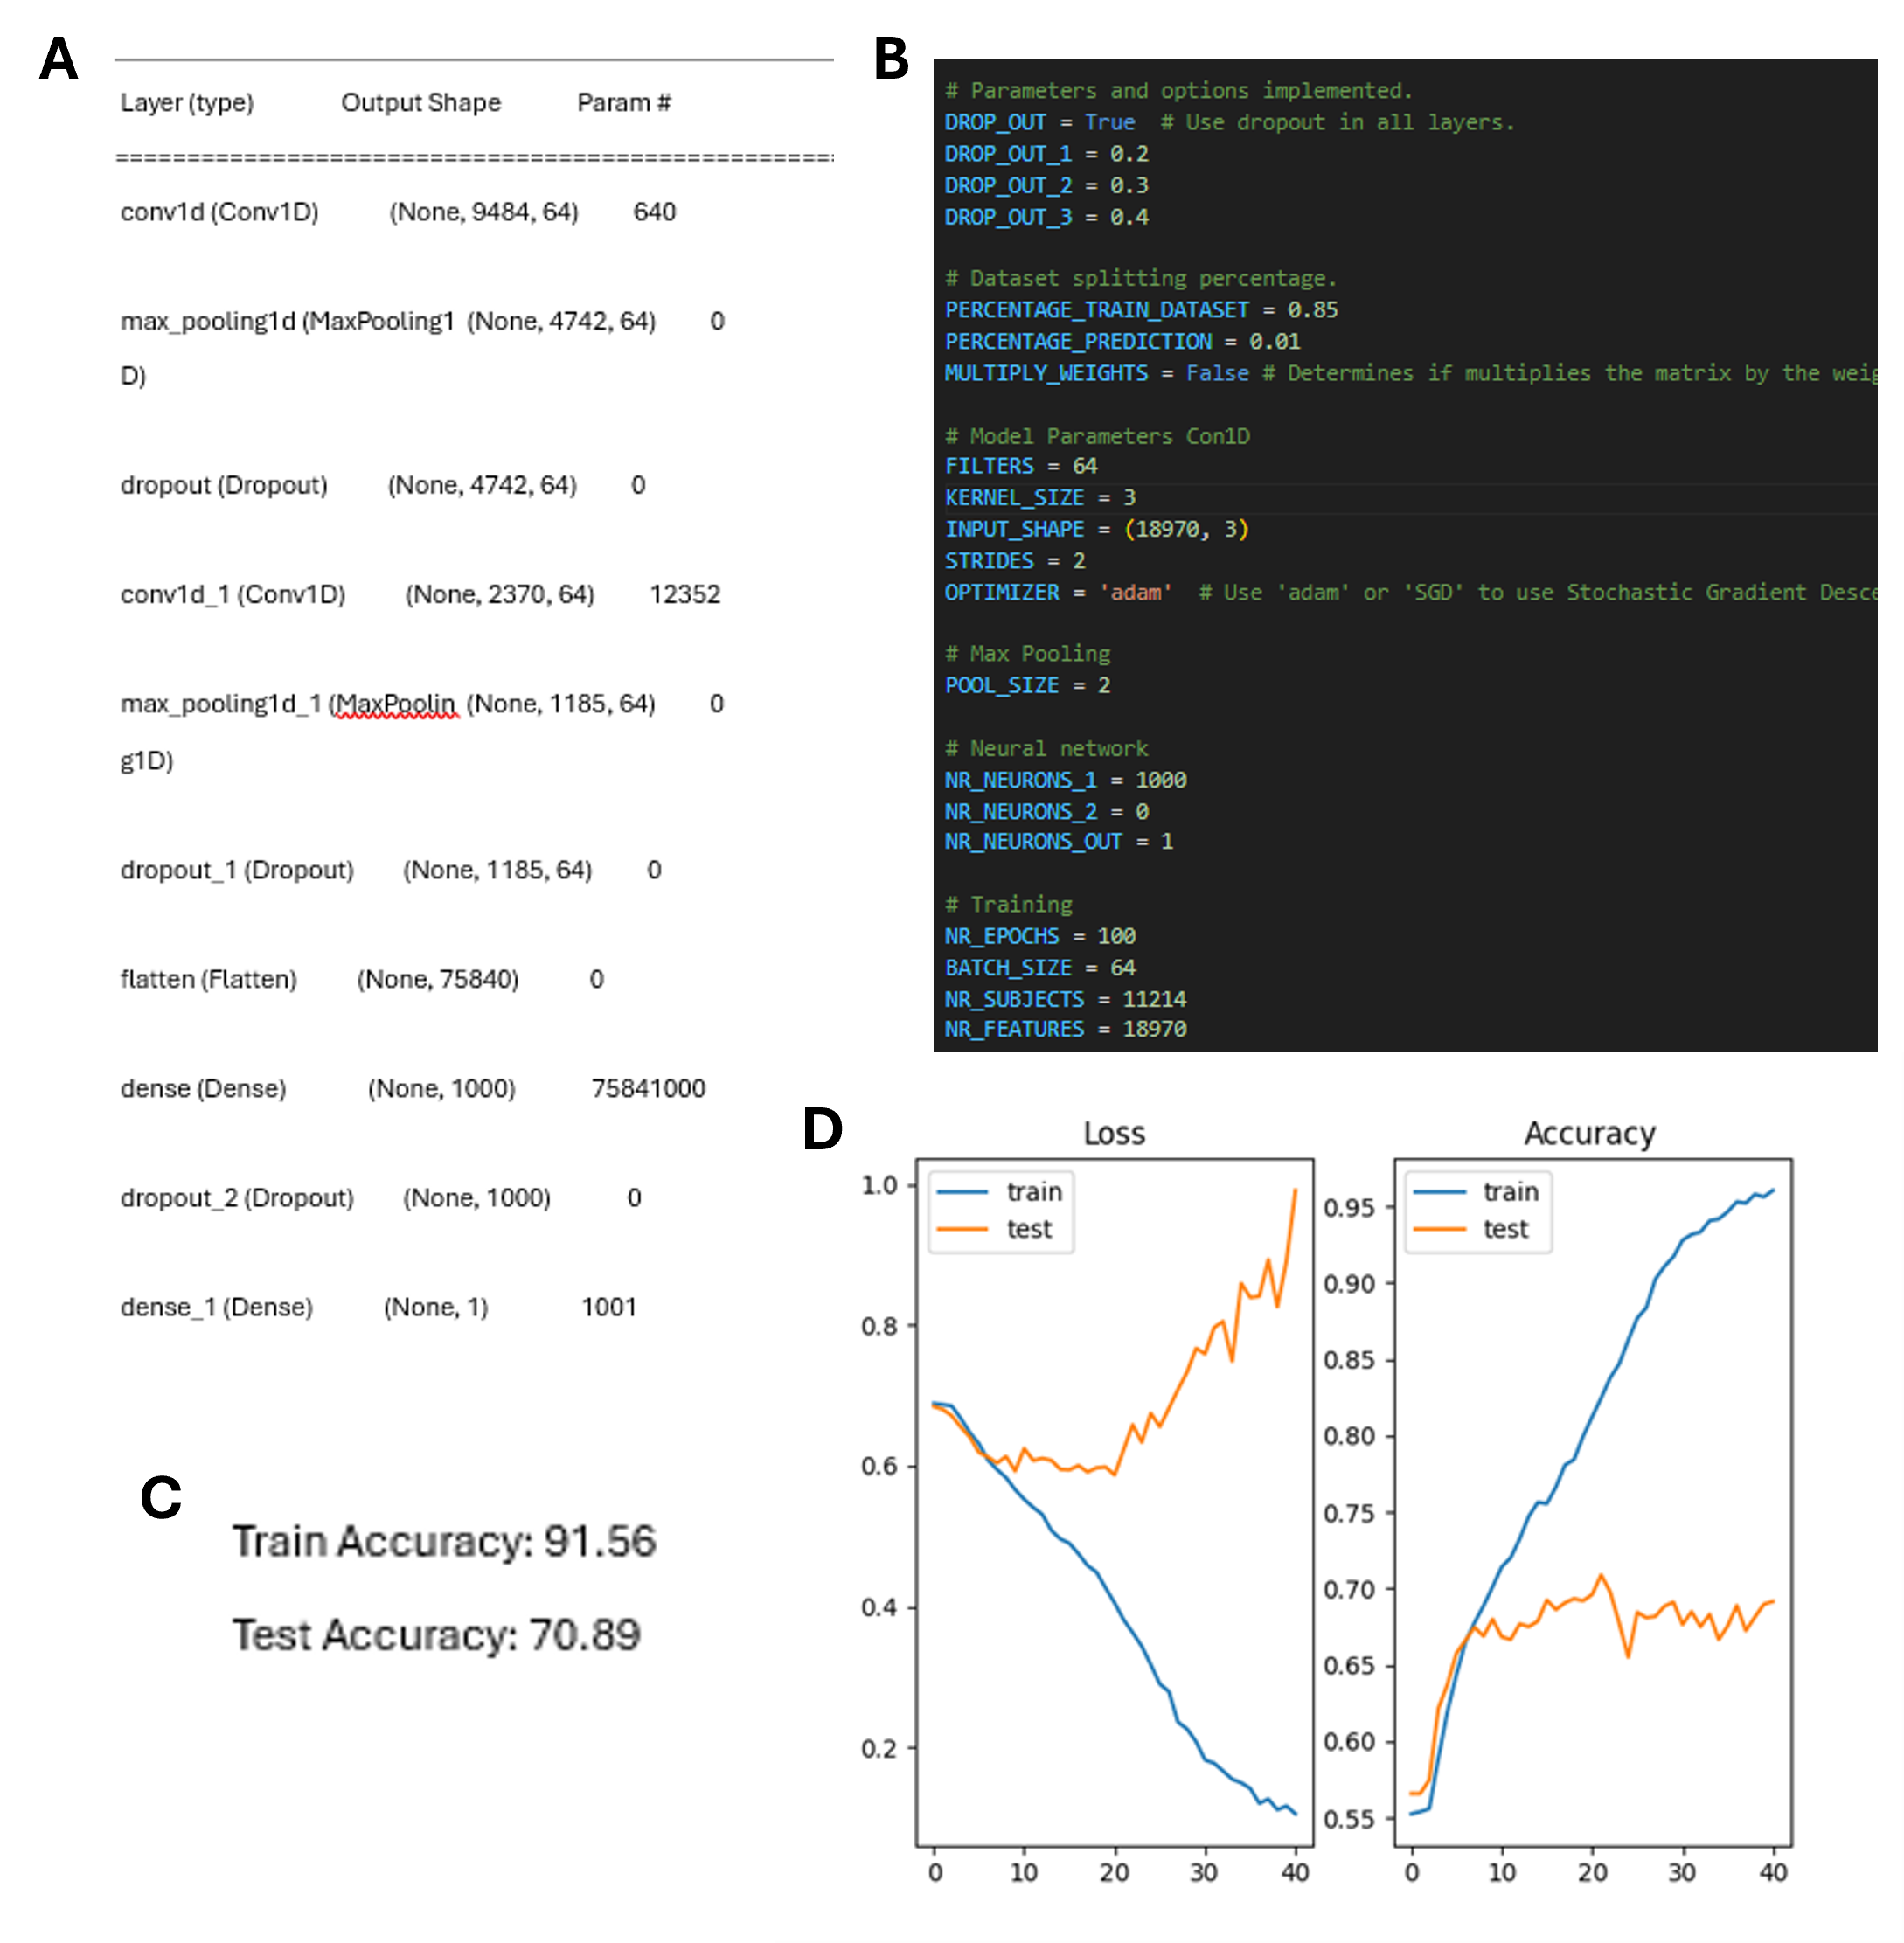 A
Layer (type) Output Shape Param #
=================================================
conv1d (Conv1D) (None, 9484, 64) 640
max_pooling1d (MaxPooling1 (None, 4742, 64) 0
D)
dropout (Dropout) (None, 4742, 64) 0
conv1d_1 (Conv1D) (None, 2370, 64) 12352
max_pooling1d_1 (MaxPoolin (None, 1185, 64) 0
g1D)
dropout_1 (Dropout) (None, 1185, 64) 0
flatten (Flatten) (None, 75840) 0
dense (Dense) (None, 1000) 75841000
dropout_2 (Dropout) (None, 1000) 0
dense_1 (Dense) (None, 1) 1001
B
# Parameters and options implemented.
DROP_OUT = True # Use dropout in all layers.
DROP_OUT_1 = 0.2
DROP_OUT_2 = 0.3
DROP_OUT_3 = 0.4
# Dataset splitting percentage.
PERCENTAGE_TRAIN_DATASET = 0.85
PERCENTAGE_PREDICTION = 0.01
MULTIPLY_WEIGHTS = False # Determines if multiplies the matrix by the weig
# Model Parameters Con1D
FILTERS = 64
KERNEL_SIZE = 3
INPUT_SHAPE = (18970, 3)
STRIDES = 2
OPTIMIZER = 'adam' # Use 'adam' or 'SGD' to use Stochastic Gradient Desce
# Max Pooling
POOL_SIZE = 2
# Neural network
NR_NEURONS_1 = 1000
NR_NEURONS_2 = 0
NR_NEURONS_OUT = 1
# Training
NR_EPOCHS = 100
BATCH_SIZE = 64
NR_SUBJECTS = 11214
NR_FEATURES = 18970
C
Train Accuracy: 91.56
Test Accuracy: 70.89
D
Loss
train
test
1.0
0.8
0.6
0.4
0.2
0 10 20 30 40
Accuracy
train
test
0.95
0.90
0.85
0.80
0.75
0.70
0.65
0.60
0.55
0 10 20 30 40